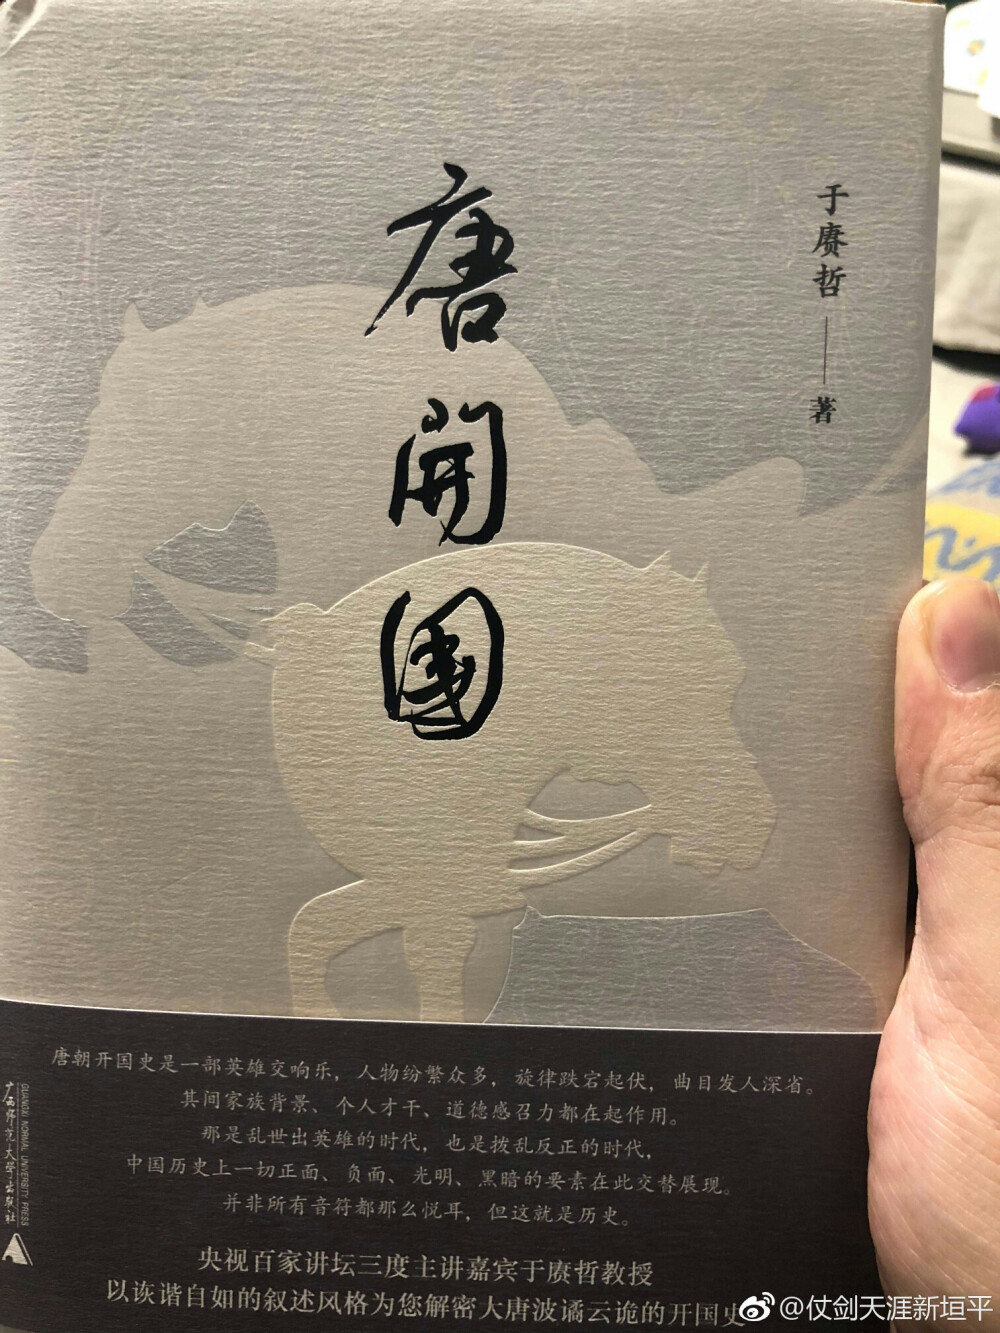 唐开國
于赓哲——著
唐朝开国史是一部英雄交响乐，人物纷繁众多，旋律跌宕起伏，曲目发人深省。
其间家族背景、个人才干、道德感召力都在起作用。
那是乱世出英雄的时代，也是拨乱反正的时代，
中国历史上一切正面、负面、光明、黑暗的要素在此交替展现。
并非所有音符都那么悦耳，但这就是历史。
央视百家讲坛三度主讲嘉宾于赓哲教授
以诙谐自如的叙述风格为您解密大唐波谲云诡的开国史
广西师范大学出版社
GUANGXI NORMAL UNIVERSITY PRESS
@仗剑天涯新垣平